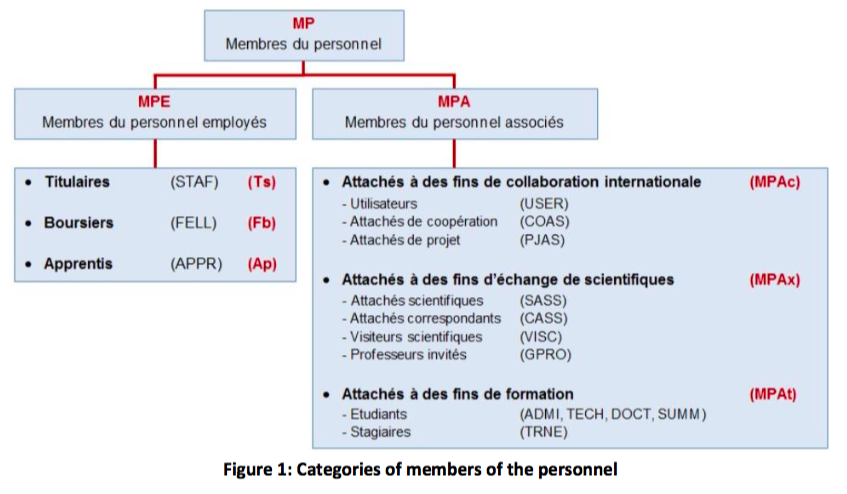 MP
Membres du personnel
MPE
Membres du personnel employés
MPA
Membres du personnel associés
• Titulaires (STAF) (Ts)
• Boursiers (FELL) (Fb)
• Apprentis (APPR) (Ap)
• Attachés à des fins de collaboration internationale (MPAc)
- Utilisateurs (USER)
- Attachés de coopération (COAS)
- Attachés de projet (PJAS)
• Attachés à des fins d'échange de scientifiques (MPAx)
- Attachés scientifiques (SASS)
- Attachés correspondants (CASS)
- Visiteurs scientifiques (VISC)
- Professeurs invités (GPRO)
• Attachés à des fins de formation (MPAt)
- Etudiants (ADMI, TECH, DOCT, SUMM)
- Stagiaires (TRNE)
Figure 1: Categories of members of the personnel